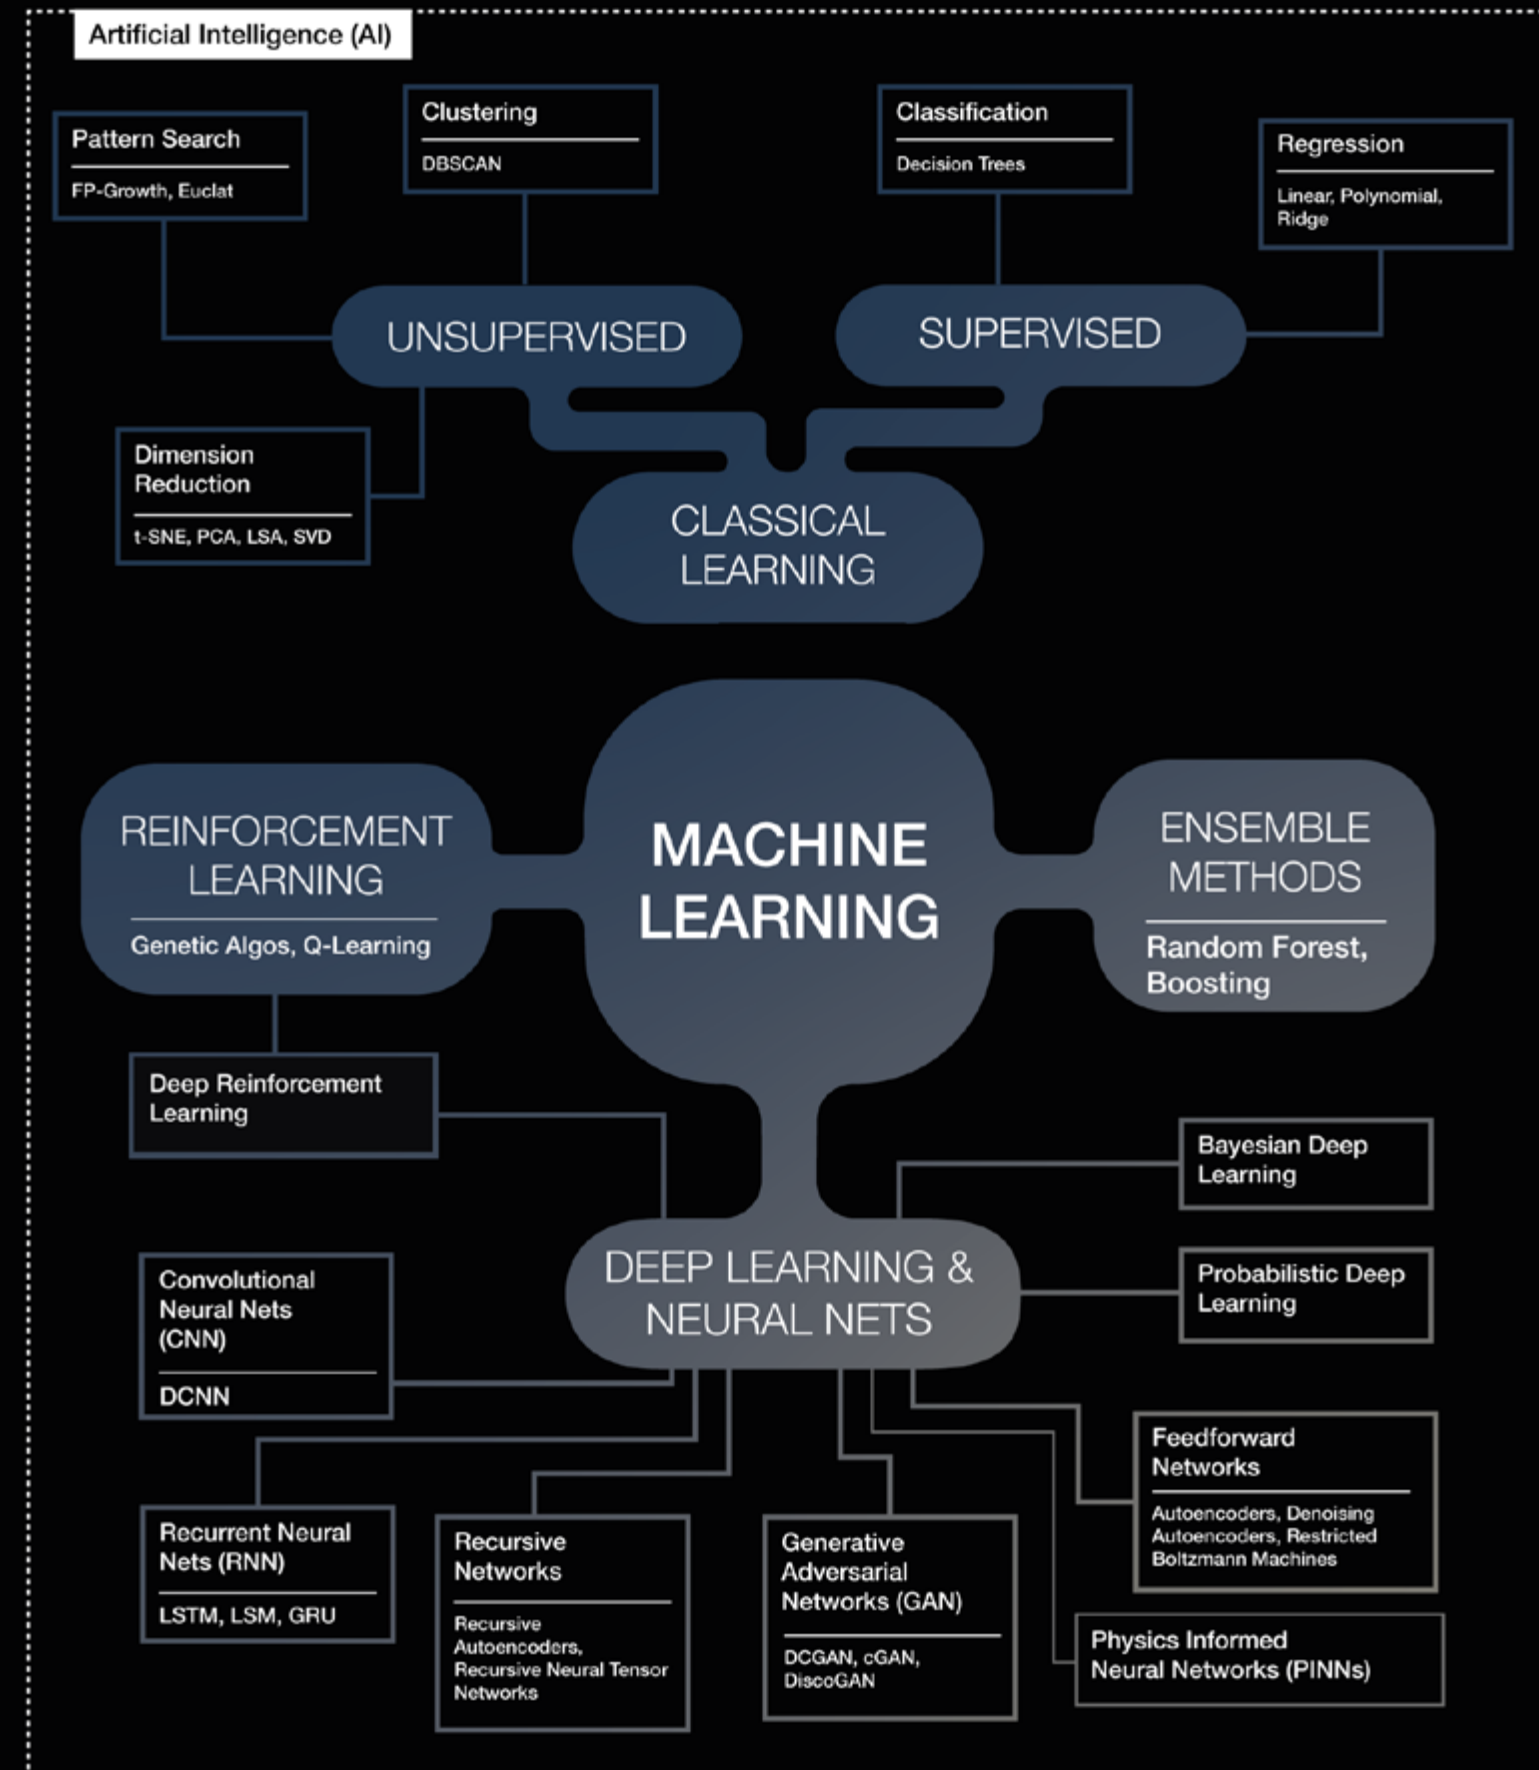 Artificial Intelligence (AI)
Pattern Search
FP-Growth, Euclat
Clustering
DBSCAN
Classification
Decision Trees
Regression
Linear, Polynomial,
Ridge
UNSUPERVISED
SUPERVISED
Dimension
Reduction
t-SNE, PCA, LSA, SVD
CLASSICAL
LEARNING
REINFORCEMENT
LEARNING
Genetic Algos, Q-Learning
MACHINE
LEARNING
ENSEMBLE
METHODS
Random Forest,
Boosting
Deep Reinforcement
Learning
Bayesian Deep
Learning
DEEP LEARNING &
NEURAL NETS
Probabilistic Deep
Learning
Convolutional
Neural Nets
(CNN)
DCNN
Feedforward
Networks
Autoencoders, Denoising
Autoencoders, Restricted
Boltzmann Machines
Recurrent Neural
Nets (RNN)
LSTM, LSM, GRU
Recursive
Networks
Recursive
Autoencoders,
Recursive Neural Tensor
Networks
Generative
Adversarial
Networks (GAN)
DCGAN, cGAN,
DiscoGAN
Physics Informed
Neural Networks (PINNs)